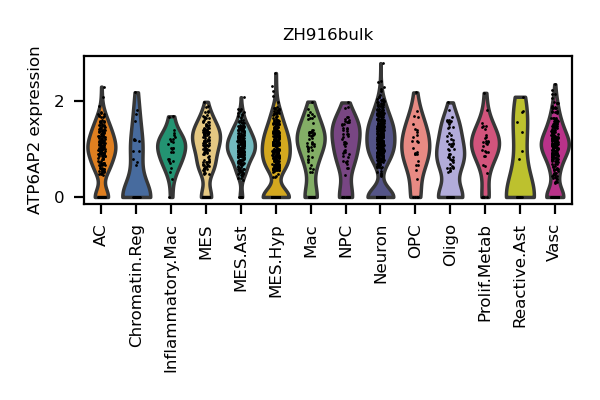 ZH916bulk
ATP6AP2 expression
2
0
AC
Chromatin.Reg
Inflammatory.Mac
MES
MES.Ast
MES.Hyp
Mac
NPC
Neuron
OPC
Oligo
Prolif.Metab
Reactive.Ast
Vasc